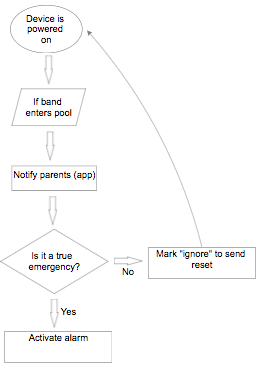 Device is
powered
on
If band
enters pool
Notify parents (app)
Is it a true
emergency?
No
Mark "ignore" to send
reset
Yes
Activate alarm